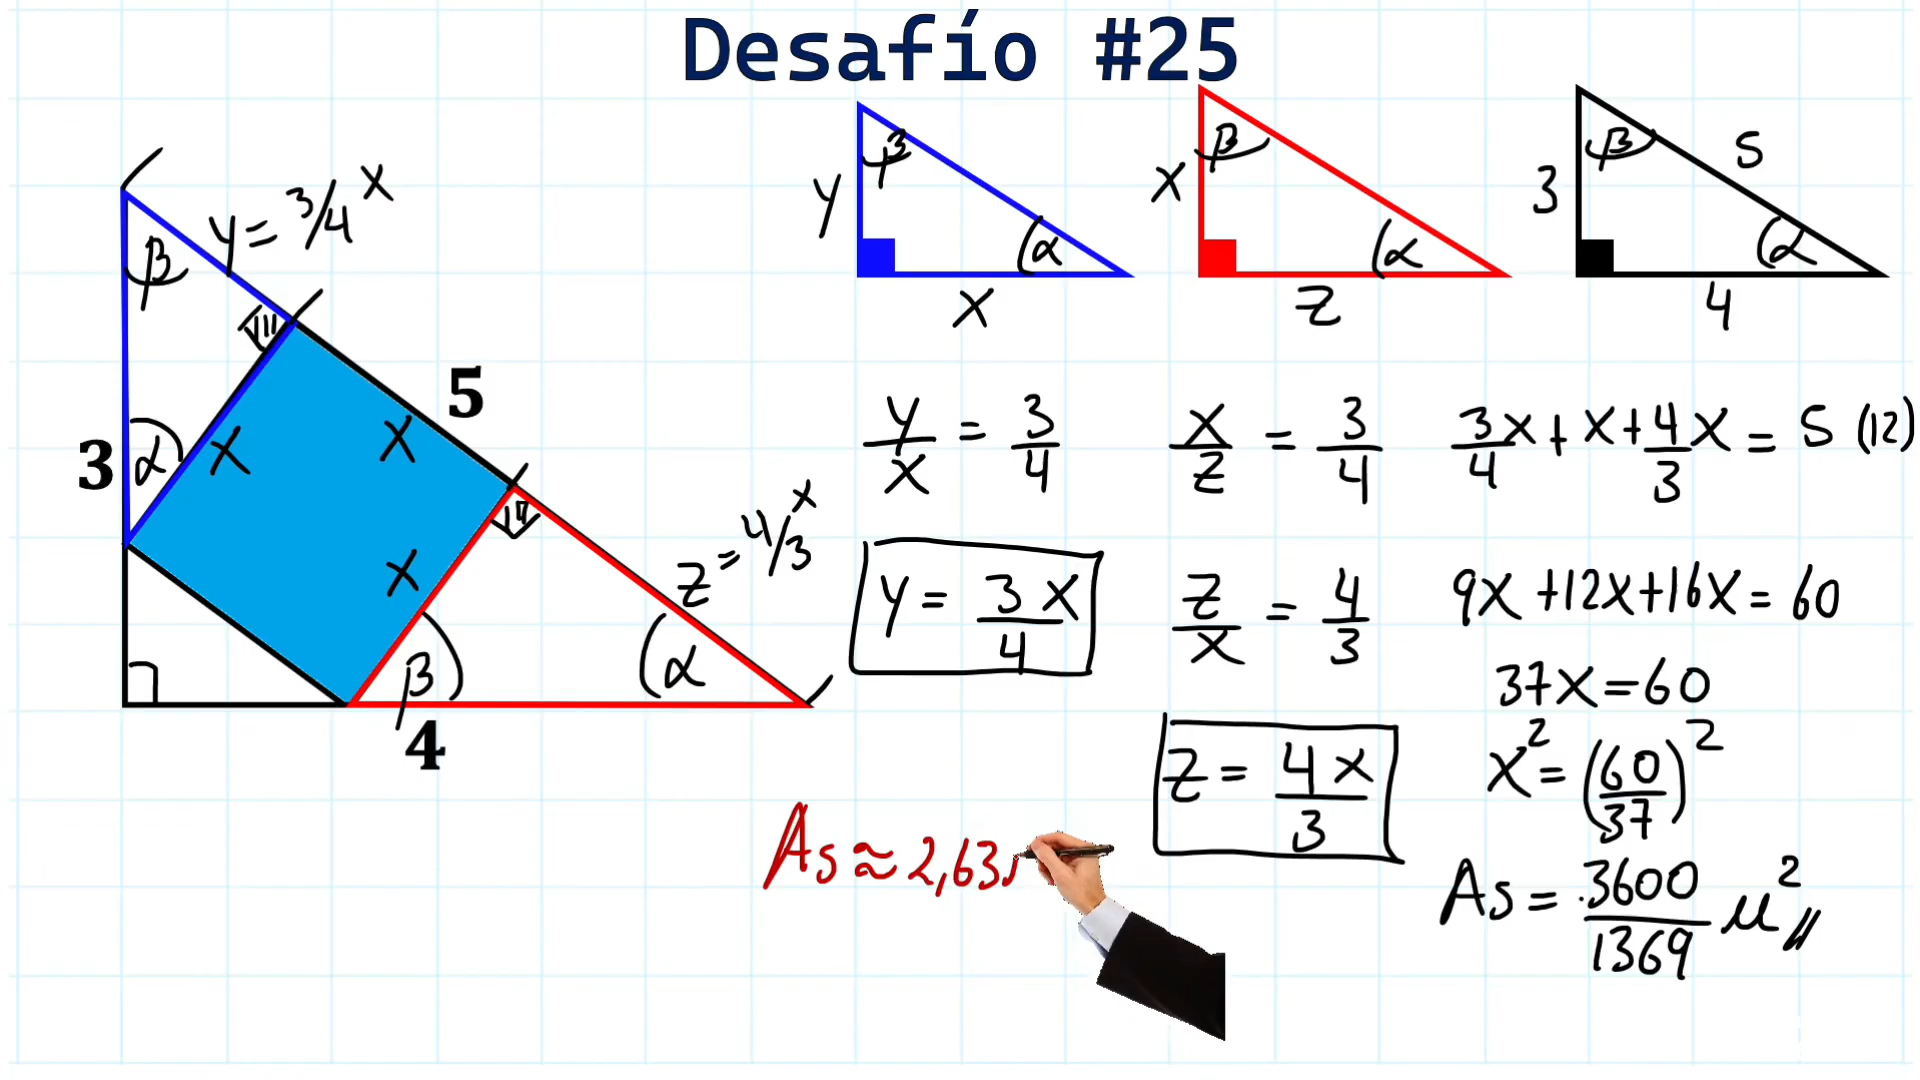 Desafío #25
y = 3/4 x
β
α
x
x
x
3
5
4
z = 4/3 x
β
α
y
β
α
x
x
β
α
z
3
β
5
α
4
y/x = 3/4
y = 3x/4
x/z = 3/4
z/x = 4/3
z = 4x/3
3/4 x + x + 4/3 x = 5 (12)
9x + 12x + 16x = 60
37x = 60
x² = (60/37)²
As = 3600/1369 u²
As ≈ 2,63